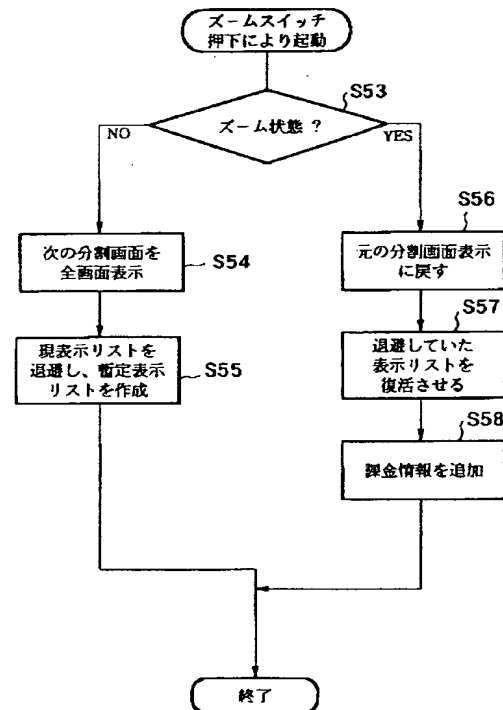 ズームスイッチ
押下により起動
S53
ズーム状態 ?
NO
YES
次の分割画面を
全画面表示
S54
現表示リストを
退避し、暫定表示
リストを作成
S55
S56
元の分割画面表示
に戻す
S57
退避していた
表示リストを
復活させる
S58
課金情報を追加
終了